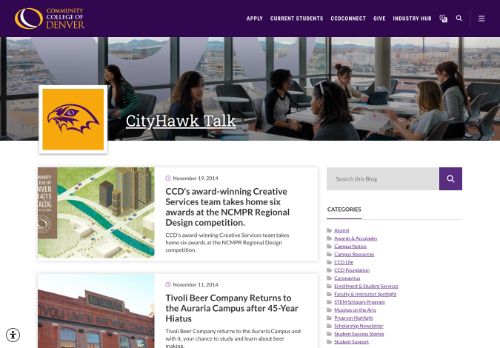 COMMUNITY
COLLEGE OF
DENVER
APPLY CURRENT STUDENTS CCDCONNECT GIVE INDUSTRY HUB
CityHawk Talk
November 19, 2014
CCD's award-winning Creative
Services team takes home six
awards at the NCMPR Regional
Design competition.
CCD's award-winning Creative Services team takes
home six awards at the NCMPR Regional Design
competition.
November 11, 2014
Tivoli Beer Company Returns to
the Auraria Campus after 45-Year
Hiatus
Tivoli Beer Company returns to the Auraria Campus and
with it, your chance to study and learn about beer
making.
Search this Blog
CATEGORIES
Alumni
Awards & Accolades
Campus Notice
Campus Resources
CCD Life
CCD Foundation
Coronavirus
Enrollment & Student Services
Faculty & Instructor Spotlight
STEM Scholars Program
Musings on the Arts
Program Highlight
Scholarship Newsletter
Student Success Stories
Student Support